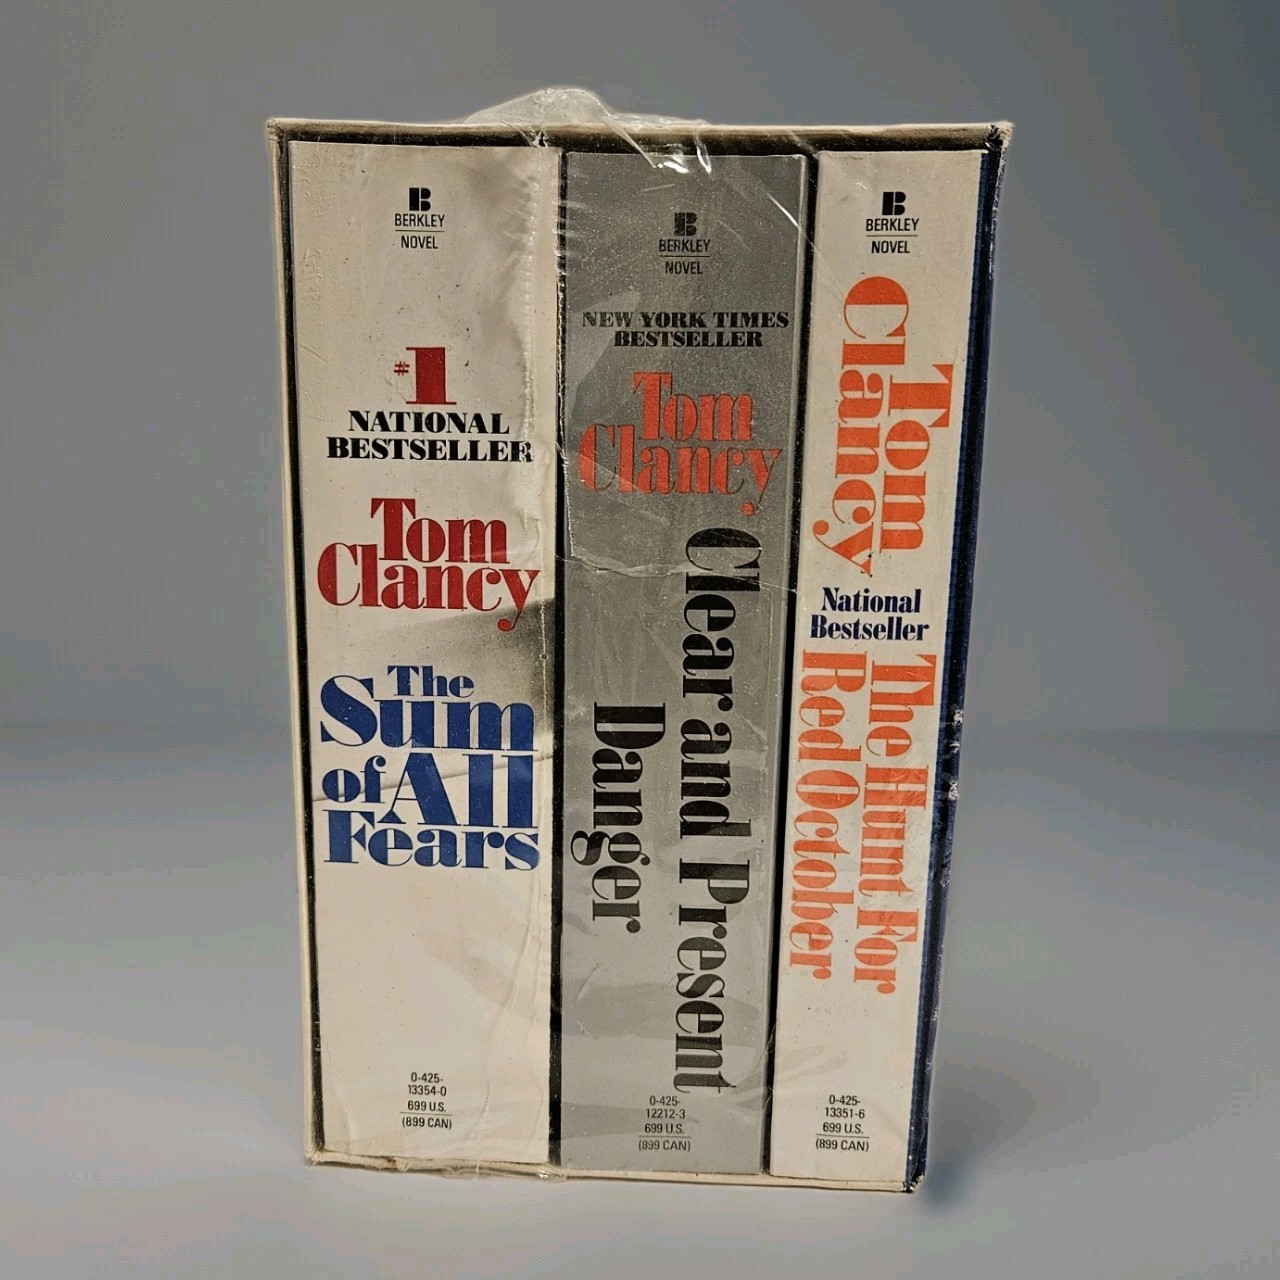 B
BERKLEY
NOVEL
#1
NATIONAL
BESTSELLER
Tom
Clancy
The
Sum
of All
Fears
0-425-
13354-0
699 U.S.
(899 CAN)
B
BERKLEY
NOVEL
NEW YORK TIMES
BESTSELLER
Tom
Clancy
Clear and Present
Danger
0-425-
12212-3
699 U.S.
(899 CAN)
B
BERKLEY
NOVEL
Tom
Clancy
National
Bestseller
The Hunt For
Red October
0-425-
13351-6
699 U.S.
(899 CAN)